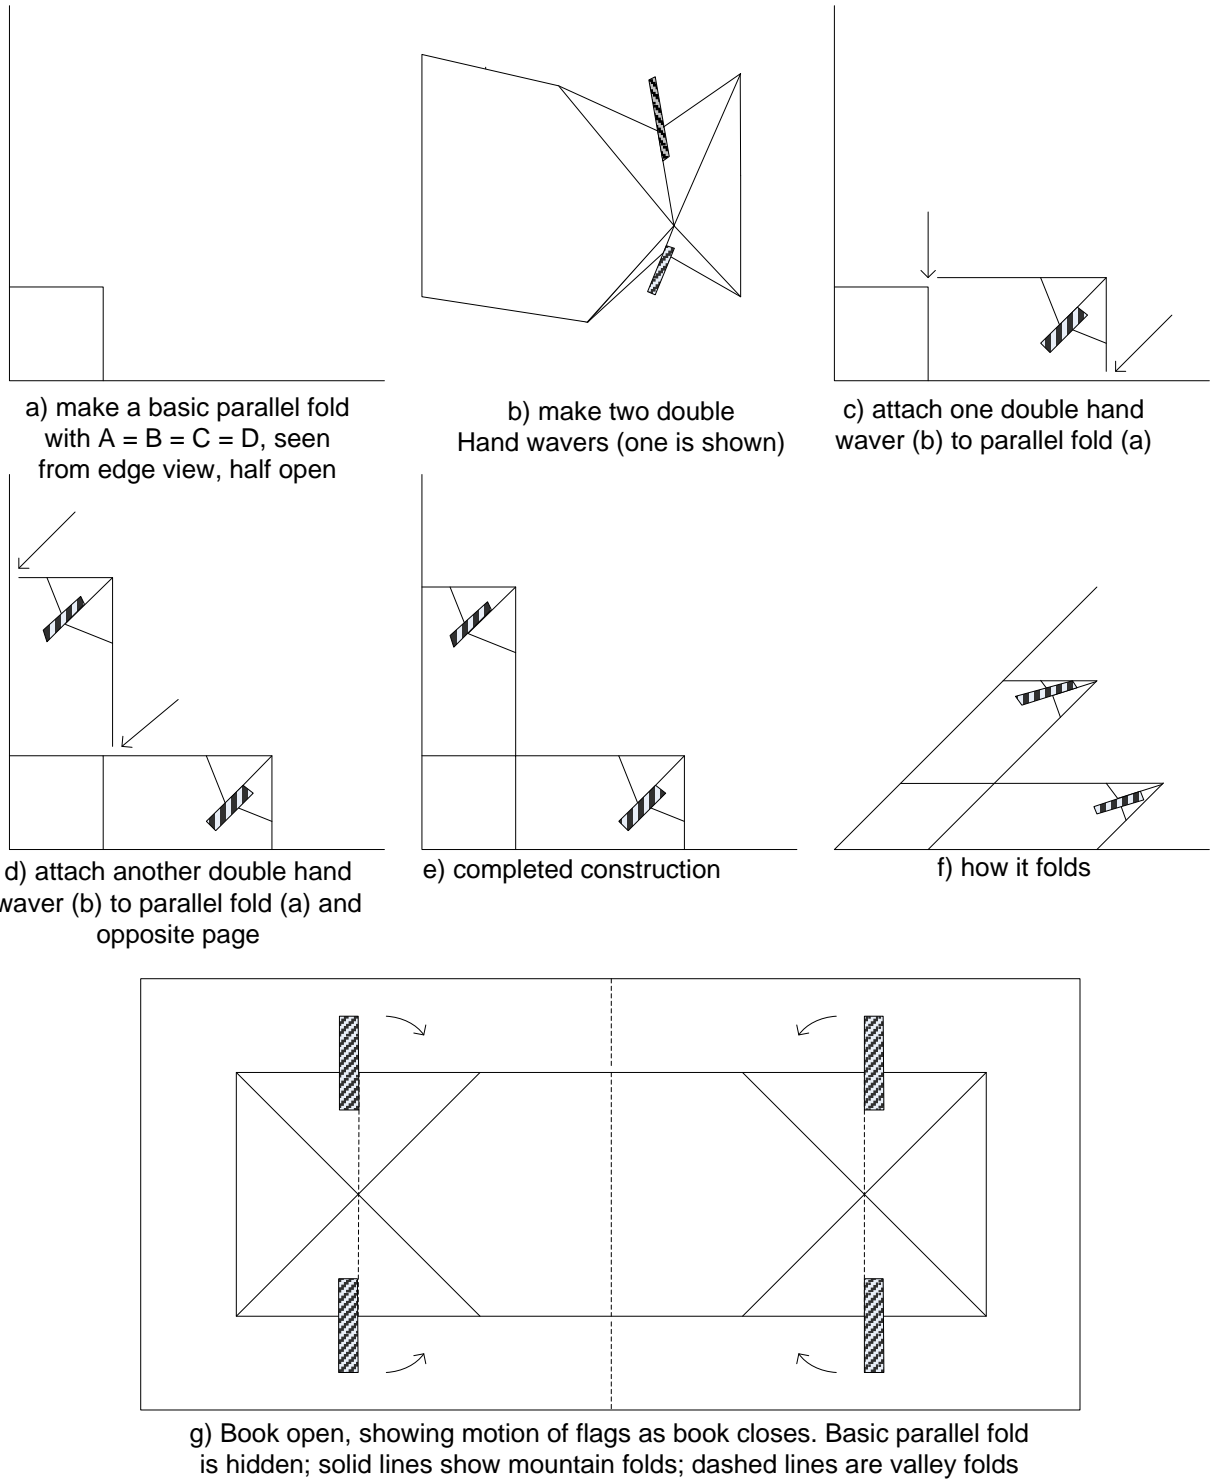 a) make a basic parallel fold
with A = B = C = D, seen
from edge view, half open
b) make two double
Hand wavers (one is shown)
c) attach one double hand
waver (b) to parallel fold (a)
d) attach another double hand
waver (b) to parallel fold (a) and
opposite page
e) completed construction
f) how it folds
g) Book open, showing motion of flags as book closes. Basic parallel fold
is hidden; solid lines show mountain folds; dashed lines are valley folds